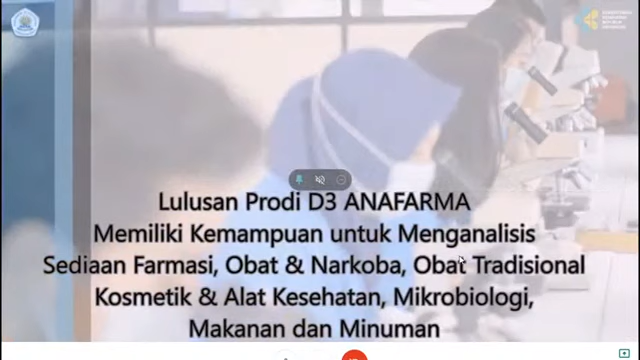 Lulusan Prodi D3 ANAFARMA
Memiliki Kemampuan untuk Menganalisis
Sediaan Farmasi, Obat & Narkoba, Obat Tradisional
Kosmetik & Alat Kesehatan, Mikrobiologi,
Makanan dan Minuman